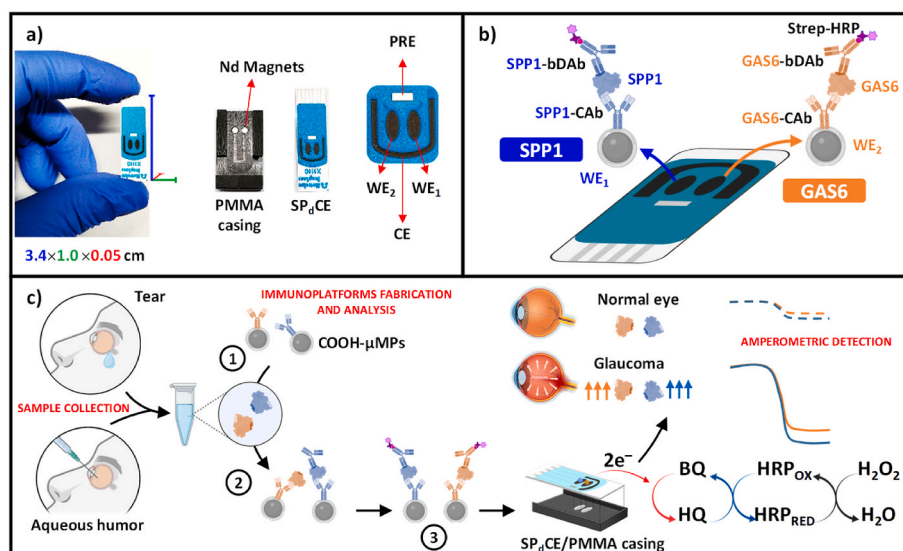 a)
Nd Magnets
PRE
PMMA
casing
SPdCE
WE2
WE1
CE
3.4×1.0×0.05 cm
b)
Strep-HRP
SPP1-bDAb
SPP1
SPP1-CAb
SPP1
WE1
GAS6-bDAb
GAS6
GAS6-CAb
WE2
GAS6
c)
Tear
SAMPLE COLLECTION
Aqueous humor
IMMUNOPLATFORMS FABRICATION
AND ANALYSIS
1
COOH-μMPs
2
3
Normal eye
Glaucoma
AMPEROMETRIC DETECTION
2e⁻
BQ
HRPOX
H2O2
HQ
HRPRED
H2O
SPdCE/PMMA casing